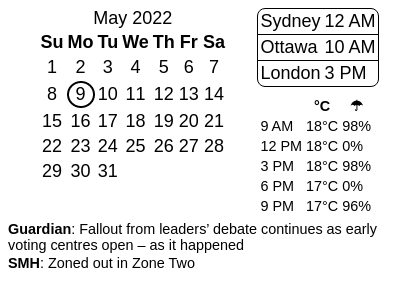 May 2022
Su Mo Tu We Th Fr Sa
1 2 3 4 5 6 7
8 9 10 11 12 13 14
15 16 17 18 19 20 21
22 23 24 25 26 27 28
29 30 31
Sydney 12 AM
Ottawa 10 AM
London 3 PM
°C ☂
9 AM 18°C 98%
12 PM 18°C 0%
3 PM 18°C 98%
6 PM 17°C 0%
9 PM 17°C 96%
Guardian: Fallout from leaders’ debate continues as early
voting centres open – as it happened
SMH: Zoned out in Zone Two